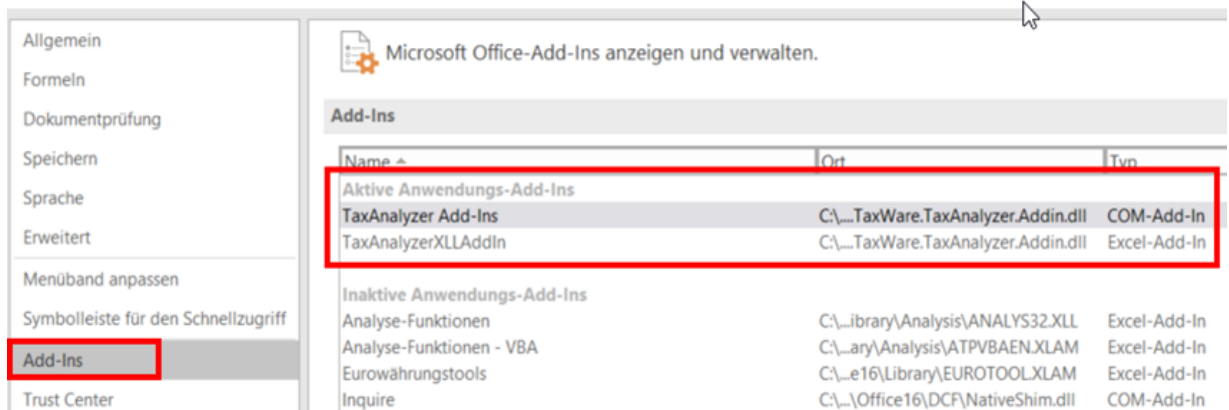 Allgemein
Formeln
Dokumentprüfung
Speichern
Sprache
Erweitert
Menüband anpassen
Symbolleiste für den Schnellzugriff
Add-Ins
Trust Center
Microsoft Office-Add-Ins anzeigen und verwalten.
Add-Ins
Name Ort Typ
Aktive Anwendungs-Add-Ins
TaxAnalyzer Add-Ins C:\...TaxWare.TaxAnalyzer.Addin.dll COM-Add-In
TaxAnalyzerXLLAddIn C:\...TaxWare.TaxAnalyzer.Addin.dll Excel-Add-In
Inaktive Anwendungs-Add-Ins
Analyse-Funktionen C:\...ibrary\Analysis\ANALYS32.XLL Excel-Add-In
Analyse-Funktionen - VBA C:\...ary\Analysis\ATPVBAEN.XLAM Excel-Add-In
Eurowährungstools C:\...e16\Library\EUROTOOL.XLAM Excel-Add-In
Inquire C:\...\Office16\DCF\NativeShim.dll COM-Add-In